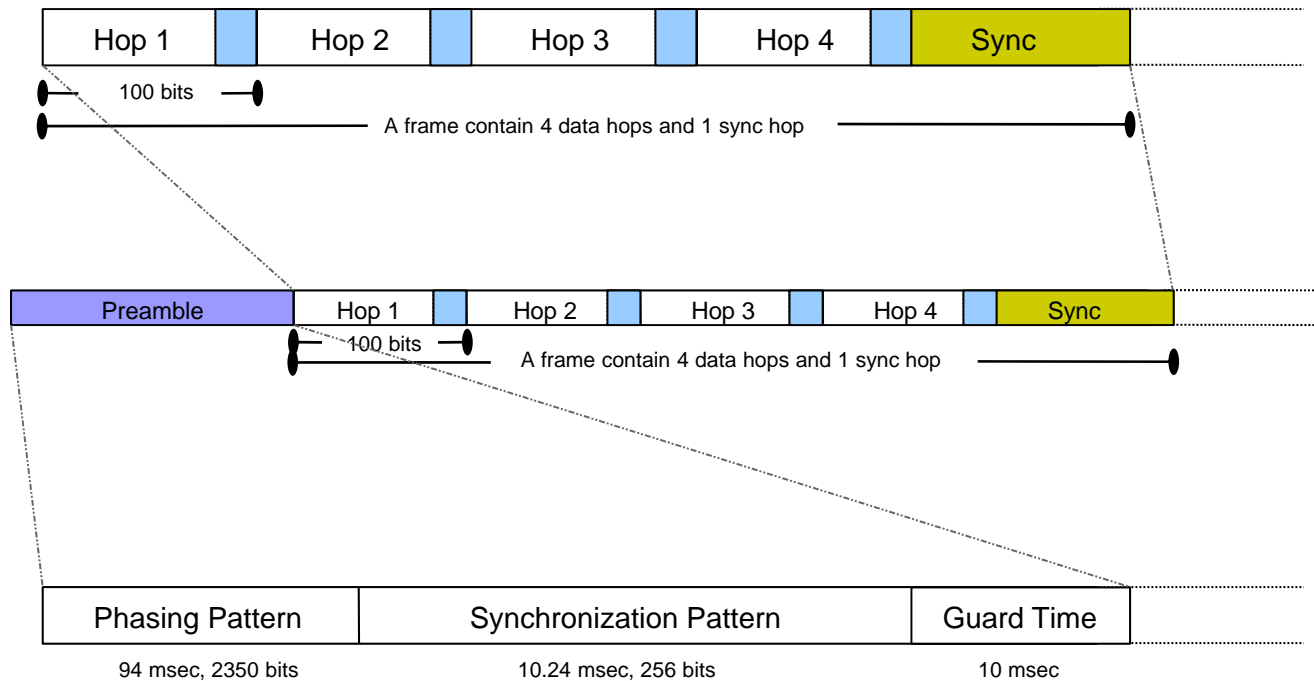 Hop 1 Hop 2 Hop 3 Hop 4 Sync
100 bits
A frame contain 4 data hops and 1 sync hop
Preamble Hop 1 Hop 2 Hop 3 Hop 4 Sync
100 bits
A frame contain 4 data hops and 1 sync hop
Phasing Pattern Synchronization Pattern Guard Time
94 msec, 2350 bits 10.24 msec, 256 bits 10 msec